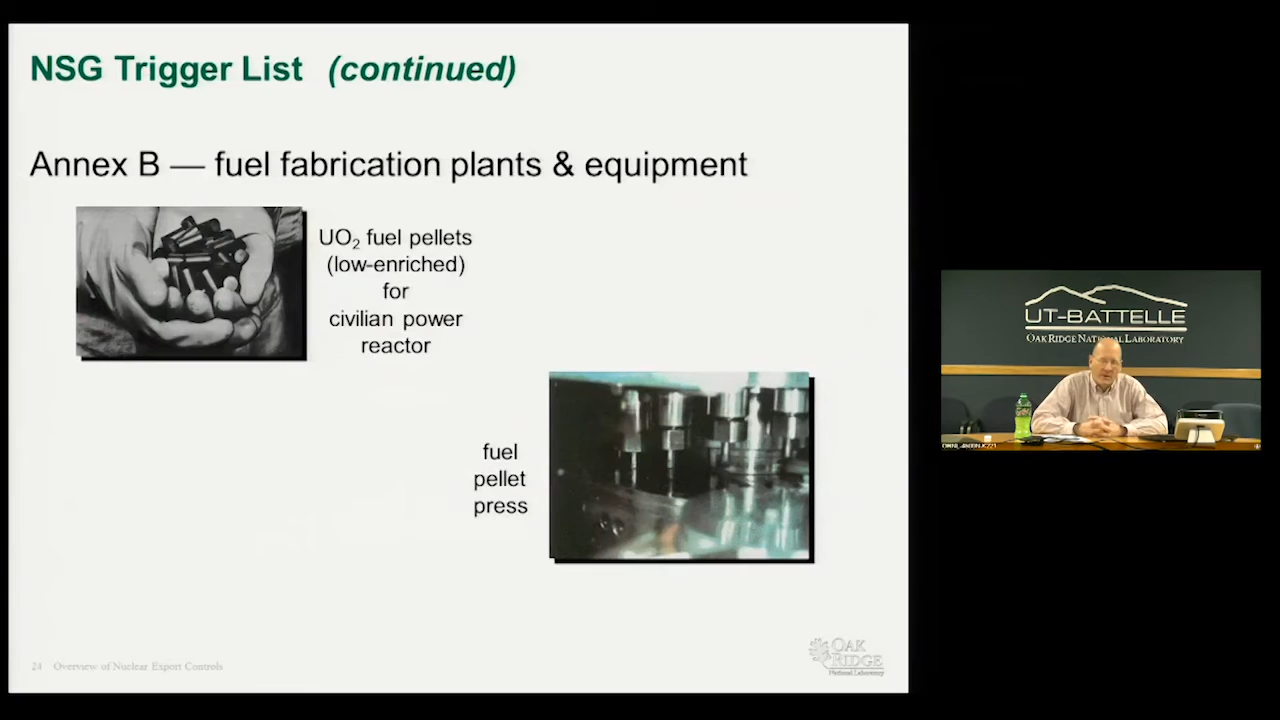 NSG Trigger List (continued)
Annex B — fuel fabrication plants & equipment
UO₂ fuel pellets
(low-enriched)
for
civilian power
reactor
fuel
pellet
press
24 Overview of Nuclear Export Controls
OAK
RIDGE
National Laboratory
UT-BATTELLE
OAK RIDGE NATIONAL LABORATORY